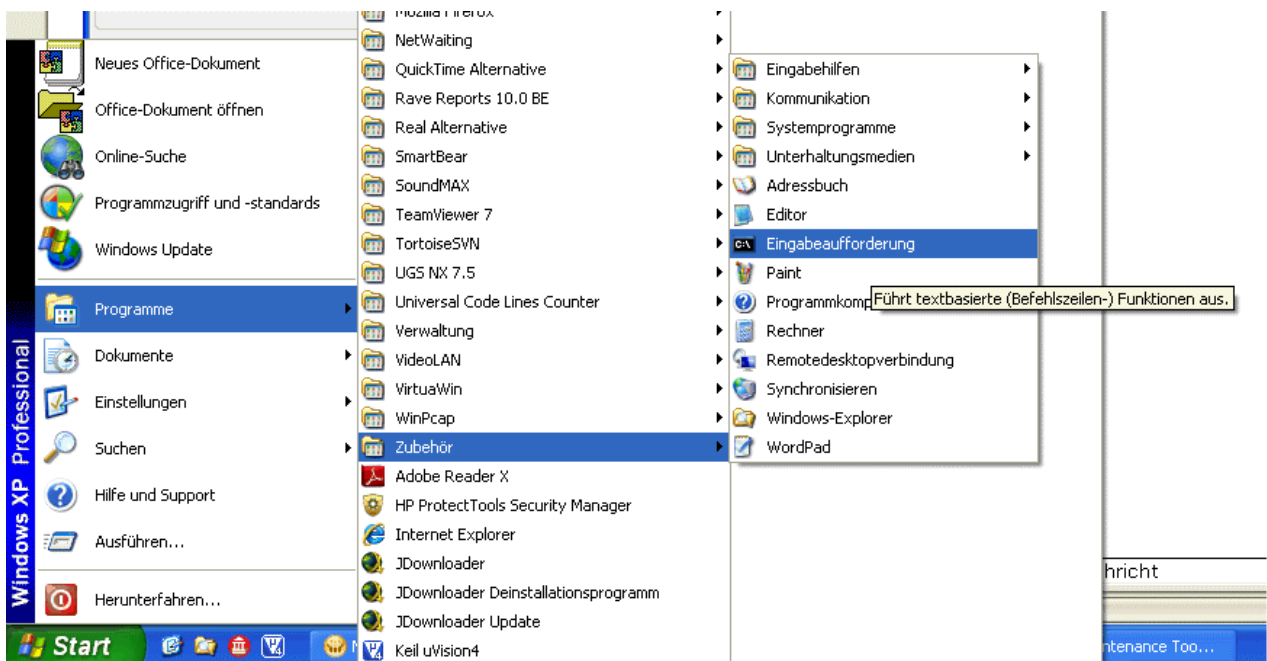 Neues Office-Dokument
Office-Dokument öffnen
Online-Suche
Programmzugriff und -standards
Windows Update
Programme
Dokumente
Einstellungen
Suchen
Hilfe und Support
Ausführen...
Herunterfahren...
Windows XP Professional
Start
Mozilla Firefox
NetWaiting
QuickTime Alternative
Rave Reports 10.0 BE
Real Alternative
SmartBear
SoundMAX
TeamViewer 7
TortoiseSVN
UGS NX 7.5
Universal Code Lines Counter
Verwaltung
VideoLAN
VirtuaWin
WinPcap
Zubehör
Adobe Reader X
HP ProtectTools Security Manager
Internet Explorer
JDownloader
JDownloader Deinstallationsprogramm
JDownloader Update
Keil uVision4
Eingabehilfen
Kommunikation
Systemprogramme
Unterhaltungsmedien
Adressbuch
Editor
Eingabeaufforderung
Paint
Programmkomp
Führt textbasierte (Befehlszeilen-) Funktionen aus.
Rechner
Remotedesktopverbindung
Synchronisieren
Windows-Explorer
WordPad
hricht
ntenance Too...